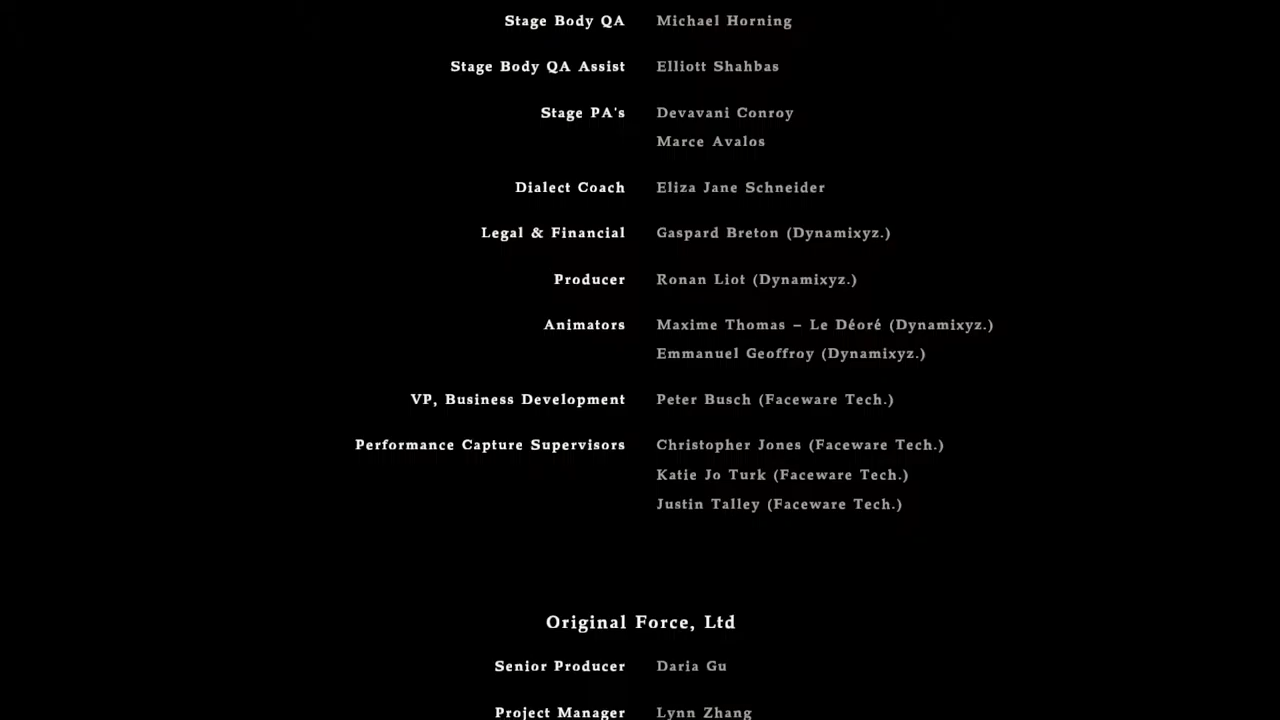 Stage Body QA Michael Horning
Stage Body QA Assist Elliott Shahbas
Stage PA's Devavani Conroy
Marce Avalos
Dialect Coach Eliza Jane Schneider
Legal & Financial Gaspard Breton (Dynamixyz.)
Producer Ronan Liot (Dynamixyz.)
Animators Maxime Thomas – Le Déoré (Dynamixyz.)
Emmanuel Geoffroy (Dynamixyz.)
VP, Business Development Peter Busch (Faceware Tech.)
Performance Capture Supervisors Christopher Jones (Faceware Tech.)
Katie Jo Turk (Faceware Tech.)
Justin Talley (Faceware Tech.)
Original Force, Ltd
Senior Producer Daria Gu
Project Manager Lynn Zhang